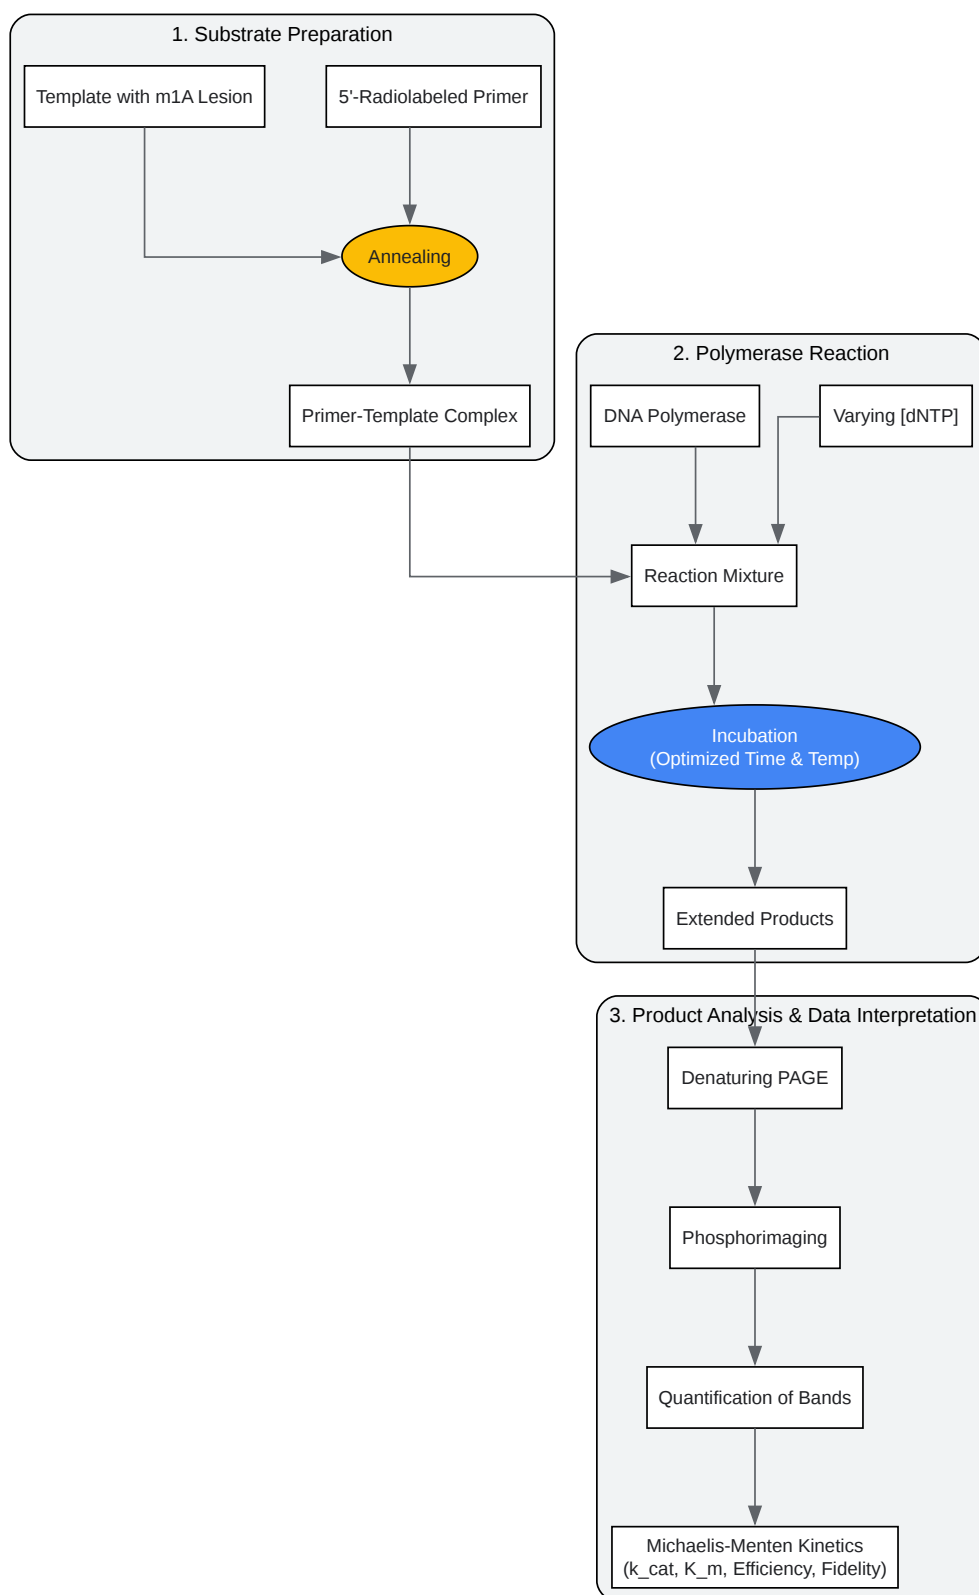 1. Substrate Preparation
Template with m1A Lesion
5'-Radiolabeled Primer
Annealing
Primer-Template Complex
2. Polymerase Reaction
DNA Polymerase
Varying [dNTP]
Reaction Mixture
Incubation
(Optimized Time & Temp)
Extended Products
3. Product Analysis & Data Interpretation
Denaturing PAGE
Phosphorimaging
Quantification of Bands
Michaelis-Menten Kinetics
(k_cat, K_m, Efficiency, Fidelity)